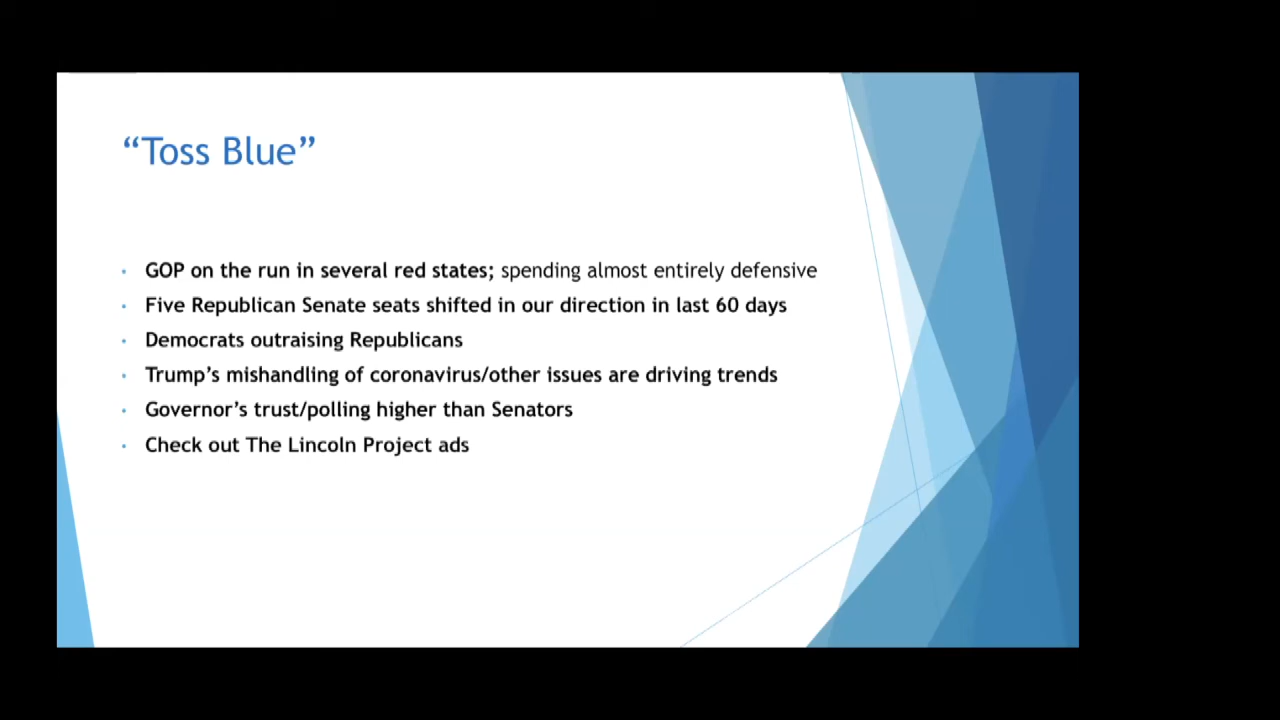 “Toss Blue”
GOP on the run in several red states; spending almost entirely defensive
Five Republican Senate seats shifted in our direction in last 60 days
Democrats outraising Republicans
Trump’s mishandling of coronavirus/other issues are driving trends
Governor’s trust/polling higher than Senators
Check out The Lincoln Project ads